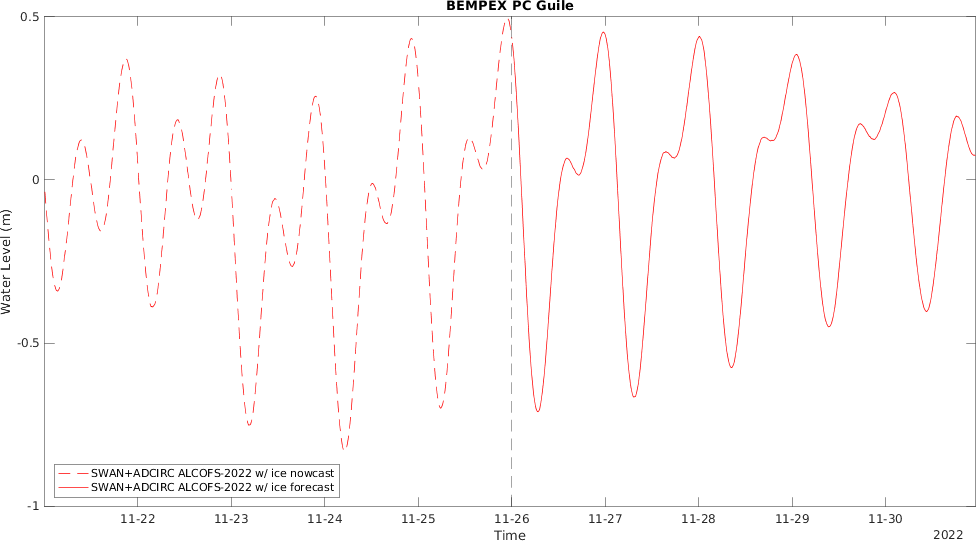 BEMPEX PC Guile
0.5
0
-0.5
-1
Water Level (m)
SWAN+ADCIRC ALCOFS-2022 w/ ice nowcast
SWAN+ADCIRC ALCOFS-2022 w/ ice forecast
11-22
11-23
11-24
11-25
11-26
11-27
11-28
11-29
11-30
Time
2022